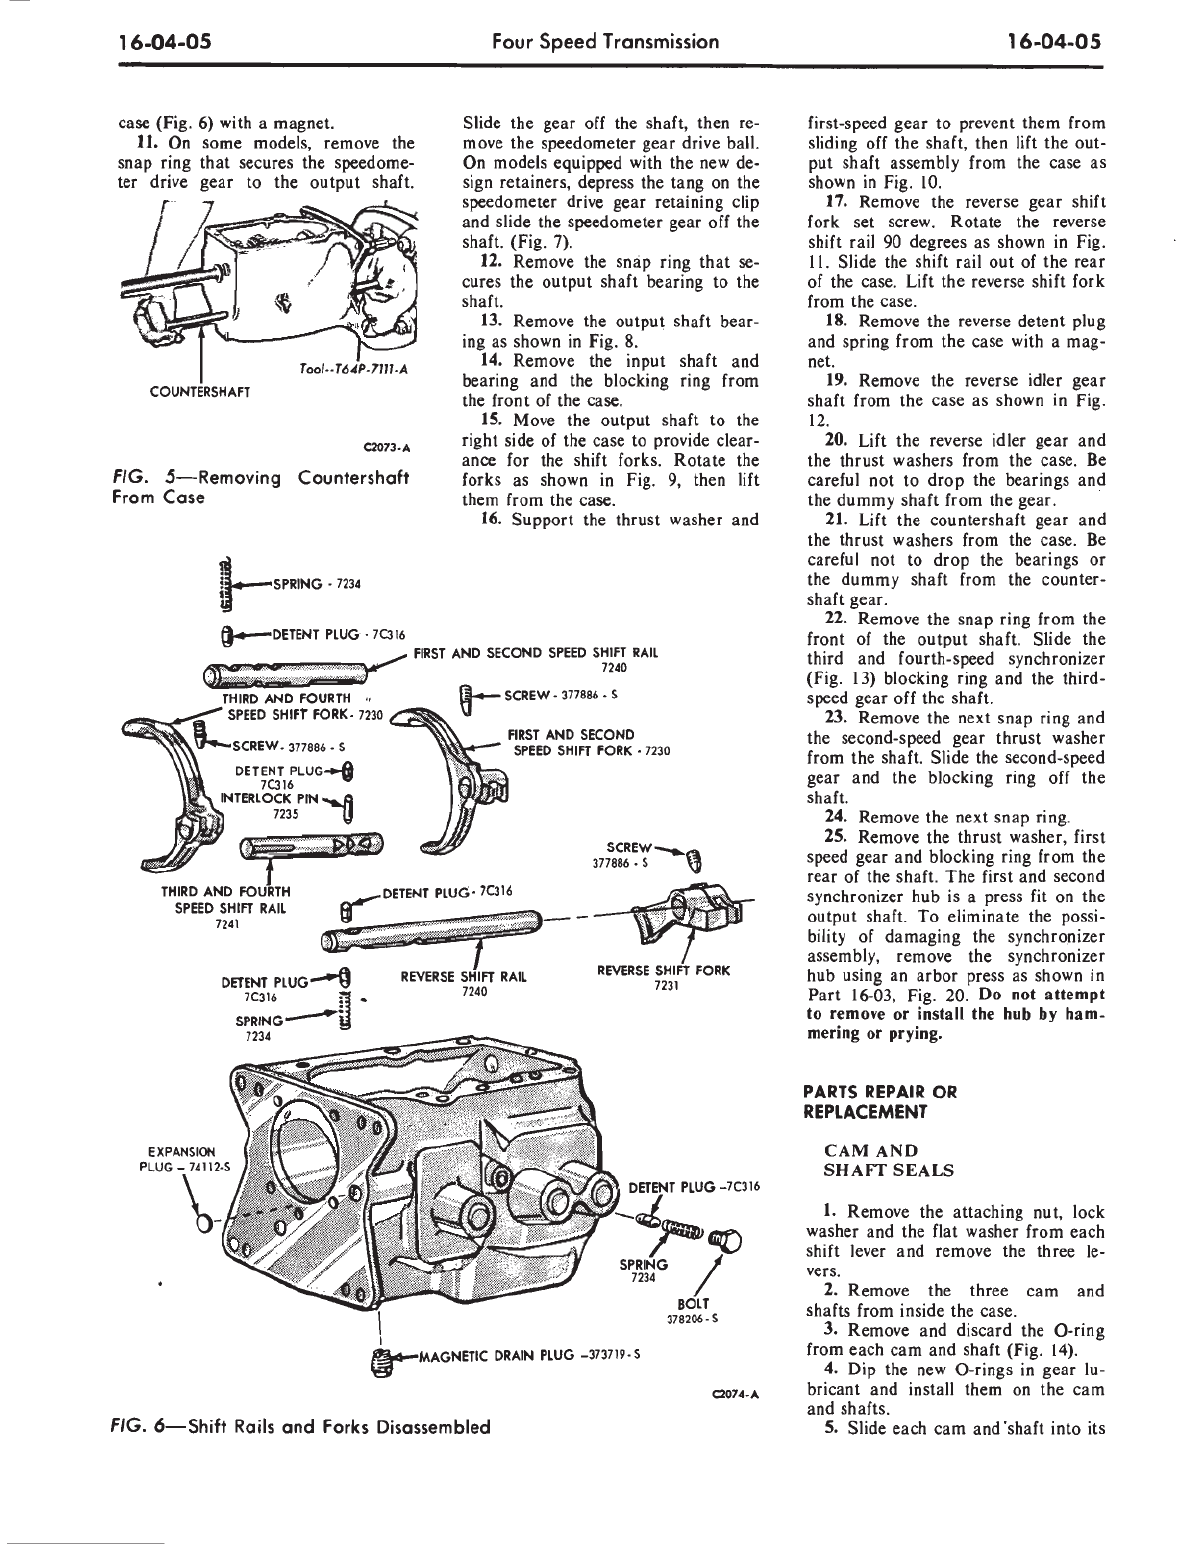 16-04-05 Four Speed Transmission 16-04-05
case (Fig. 6) with a magnet.
11. On some models, remove the
snap ring that secures the speedome-
ter drive gear to the output shaft.
Tool--T64P-7111-A
COUNTERSHAFT
C2073-A
FIG. 5—Removing Countershaft
From Case
Slide the gear off the shaft, then re-
move the speedometer gear drive ball.
On models equipped with the new de-
sign retainers, depress the tang on the
speedometer drive gear retaining clip
and slide the speedometer gear off the
shaft. (Fig. 7).
12. Remove the snap ring that se-
cures the output shaft bearing to the
shaft.
13. Remove the output shaft bear-
ing as shown in Fig. 8.
14. Remove the input shaft and
bearing and the blocking ring from
the front of the case.
15. Move the output shaft to the
right side of the case to provide clear-
ance for the shift forks. Rotate the
forks as shown in Fig. 9, then lift
them from the case.
16. Support the thrust washer and
SPRING - 7234
DETENT PLUG - 7C316
FIRST AND SECOND SPEED SHIFT RAIL
7240
THIRD AND FOURTH
SPEED SHIFT FORK- 7230
SCREW - 377886 - S
SCREW- 377886 - S
FIRST AND SECOND
SPEED SHIFT FORK - 7230
DETENT PLUG
7C316
INTERLOCK PIN
7235
SCREW
377886 - S
THIRD AND FOURTH
SPEED SHIFT RAIL
7241
DETENT PLUG- 7C316
DETENT PLUG
7C316
REVERSE SHIFT RAIL
7240
REVERSE SHIFT FORK
7231
SPRING
7234
EXPANSION
PLUG - 74112-S
DETENT PLUG -7C316
SPRING
7234
BOLT
378206 - S
MAGNETIC DRAIN PLUG -373719-S
C2074-A
FIG. 6—Shift Rails and Forks Disassembled
first-speed gear to prevent them from
sliding off the shaft, then lift the out-
put shaft assembly from the case as
shown in Fig. 10.
17. Remove the reverse gear shift
fork set screw. Rotate the reverse
shift rail 90 degrees as shown in Fig.
11. Slide the shift rail out of the rear
of the case. Lift the reverse shift fork
from the case.
18. Remove the reverse detent plug
and spring from the case with a mag-
net.
19. Remove the reverse idler gear
shaft from the case as shown in Fig.
12.
20. Lift the reverse idler gear and
the thrust washers from the case. Be
careful not to drop the bearings and
the dummy shaft from the gear.
21. Lift the countershaft gear and
the thrust washers from the case. Be
careful not to drop the bearings or
the dummy shaft from the counter-
shaft gear.
22. Remove the snap ring from the
front of the output shaft. Slide the
third and fourth-speed synchronizer
(Fig. 13) blocking ring and the third-
speed gear off the shaft.
23. Remove the next snap ring and
the second-speed gear thrust washer
from the shaft. Slide the second-speed
gear and the blocking ring off the
shaft.
24. Remove the next snap ring.
25. Remove the thrust washer, first
speed gear and blocking ring from the
rear of the shaft. The first and second
synchronizer hub is a press fit on the
output shaft. To eliminate the possi-
bility of damaging the synchronizer
assembly, remove the synchronizer
hub using an arbor press as shown in
Part 16-03, Fig. 20. Do not attempt
to remove or install the hub by ham-
mering or prying.
PARTS REPAIR OR
REPLACEMENT
CAM AND
SHAFT SEALS
1. Remove the attaching nut, lock
washer and the flat washer from each
shift lever and remove the three le-
vers.
2. Remove the three cam and
shafts from inside the case.
3. Remove and discard the O-ring
from each cam and shaft (Fig. 14).
4. Dip the new O-rings in gear lu-
bricant and install them on the cam
and shafts.
5. Slide each cam and shaft into its